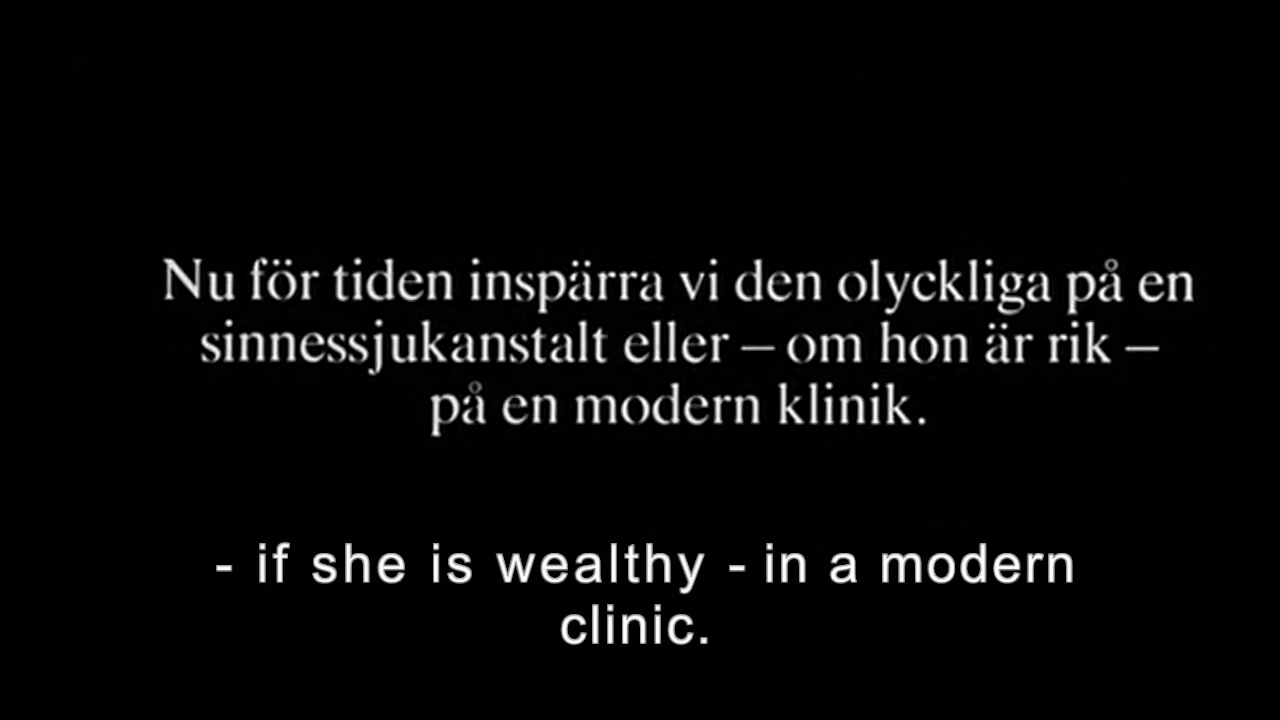 Nu för tiden inspärra vi den olyckliga på en
sinnessjukanstalt eller – om hon är rik –
på en modern klinik.
- if she is wealthy - in a modern
clinic.